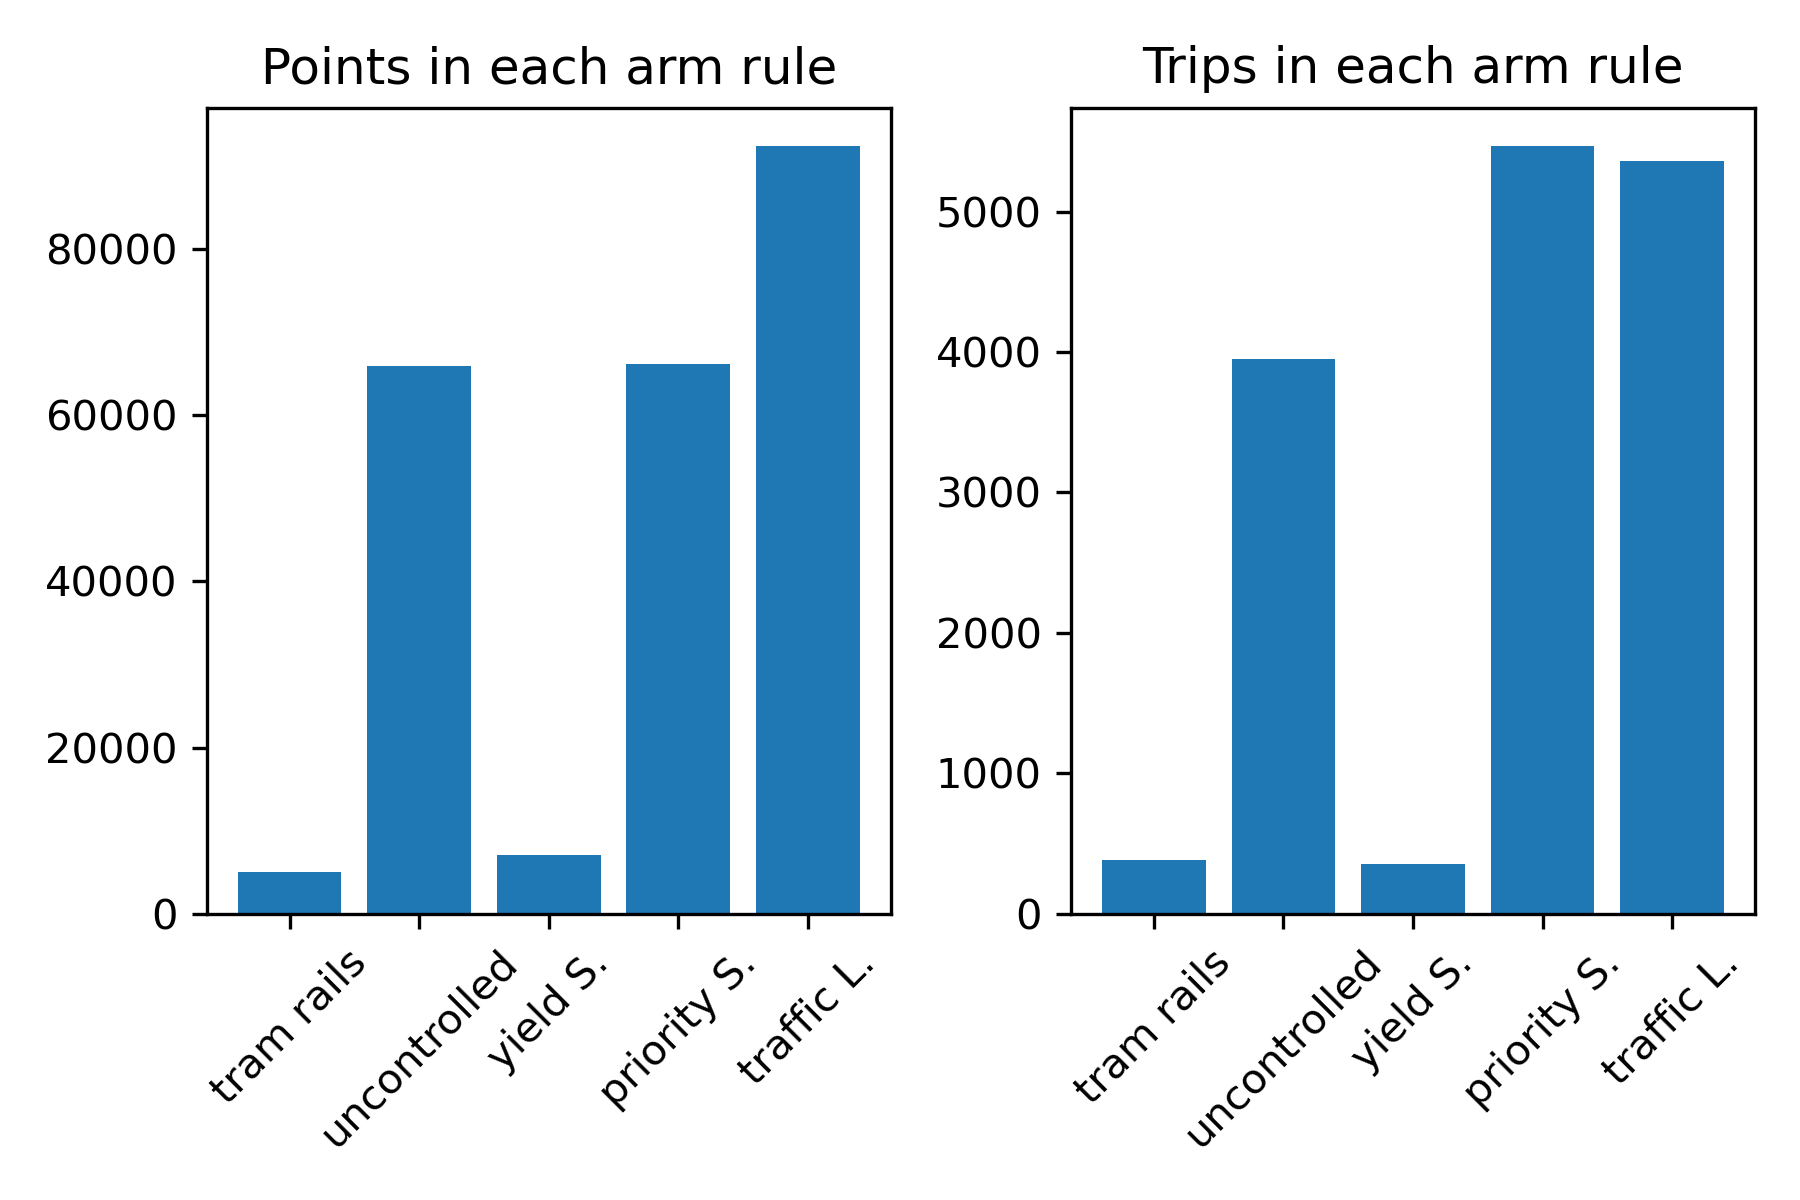 Points in each arm rule
80000
60000
40000
20000
0
tram rails
uncontrolled
yield S.
priority S.
traffic L.
Trips in each arm rule
5000
4000
3000
2000
1000
0
tram rails
uncontrolled
yield S.
priority S.
traffic L.